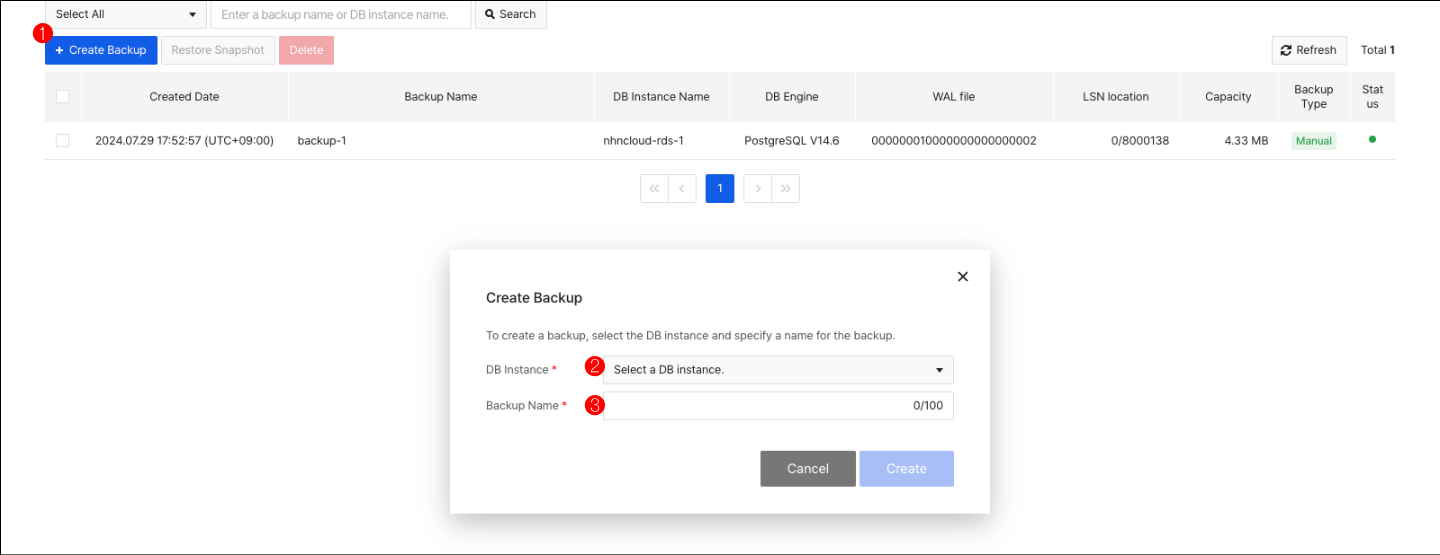 Select All Enter a backup name or DB instance name. Search
1
+ Create Backup Restore Snapshot Delete Refresh Total 1
Created Date Backup Name DB Instance Name DB Engine WAL file LSN location Capacity Backup Type Stat us
2024.07.29 17:52:57 (UTC+09:00) backup-1 nhncloud-rds-1 PostgreSQL V14.6 000000010000000000000002 0/8000138 4.33 MB Manual
« ‹ 1 › »
×
Create Backup
To create a backup, select the DB instance and specify a name for the backup.
DB Instance * 2 Select a DB instance.
Backup Name * 3 0/100
Cancel Create